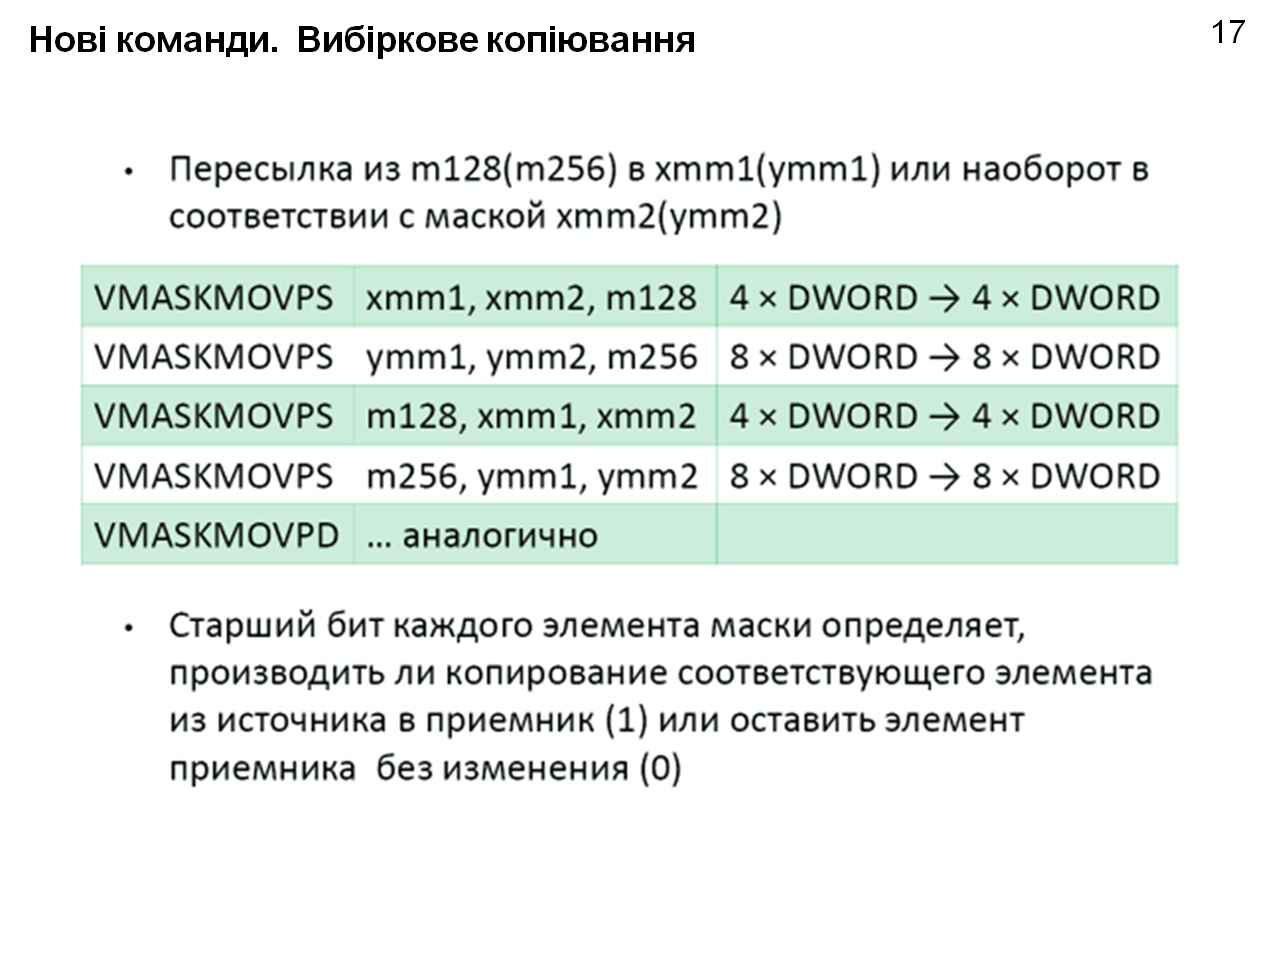 Нові команди.  Вибіркове копіювання
17
• Пересылка из m128(m256) в xmm1(ymm1) или наоборот в
соответствии с маской xmm2(ymm2)
VMASKMOVPS xmm1, xmm2, m128 4 × DWORD → 4 × DWORD
VMASKMOVPS ymm1, ymm2, m256 8 × DWORD → 8 × DWORD
VMASKMOVPS m128, xmm1, xmm2 4 × DWORD → 4 × DWORD
VMASKMOVPS m256, ymm1, ymm2 8 × DWORD → 8 × DWORD
VMASKMOVPD ... аналогично
• Старший бит каждого элемента маски определяет,
производить ли копирование соответствующего элемента
из источника в приемник (1) или оставить элемент
приемника  без изменения (0)